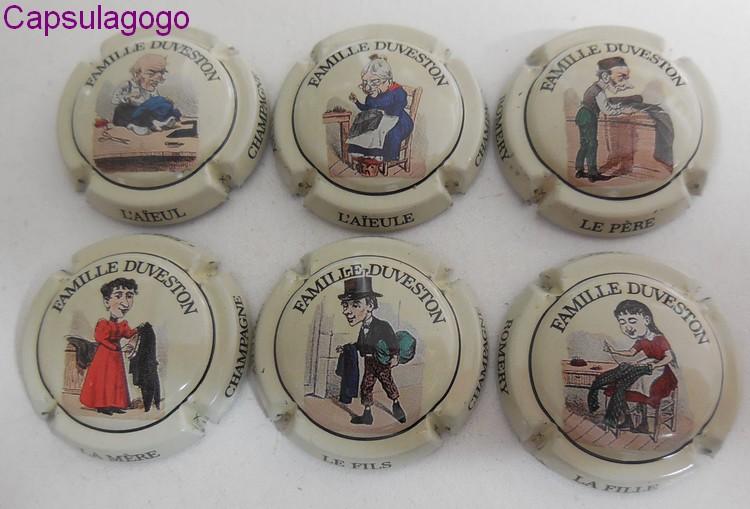 Capsulagogo
FAMILLE DUVESTON
CHAMPAGNE
L'AÏEUL
FAMILLE DUVESTON
L'AÏEULE
FAMILLE DUVESTON
LE PÈRE
FAMILLE DUVESTON
CHAMPAGNE
LA MÈRE
FAMILLE DUVESTON
CHAMPAGNE
LE FILS
FAMILLE DUVESTON
ROMERY
LA FILLE